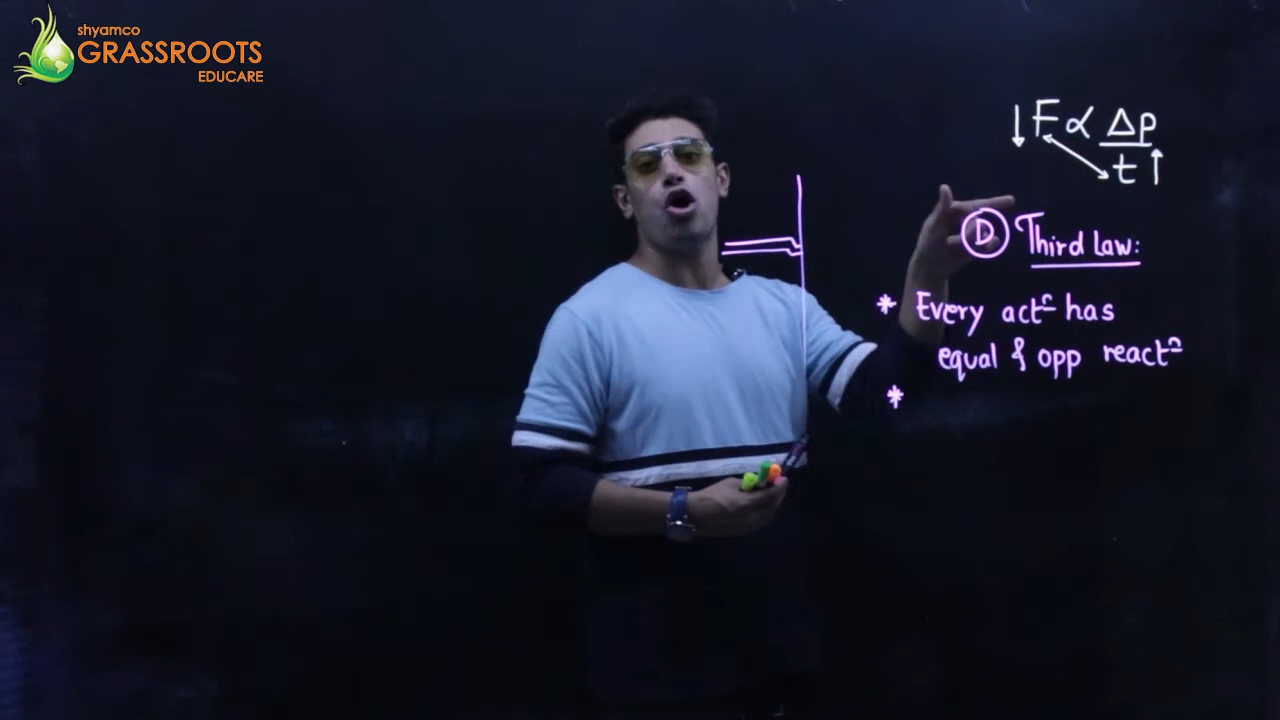 shyamco
GRASSROOTS
EDUCARE
↓F∝Δp/t↑
D Third Law:
* Every actⁿ has
equal & opp reactⁿ
*